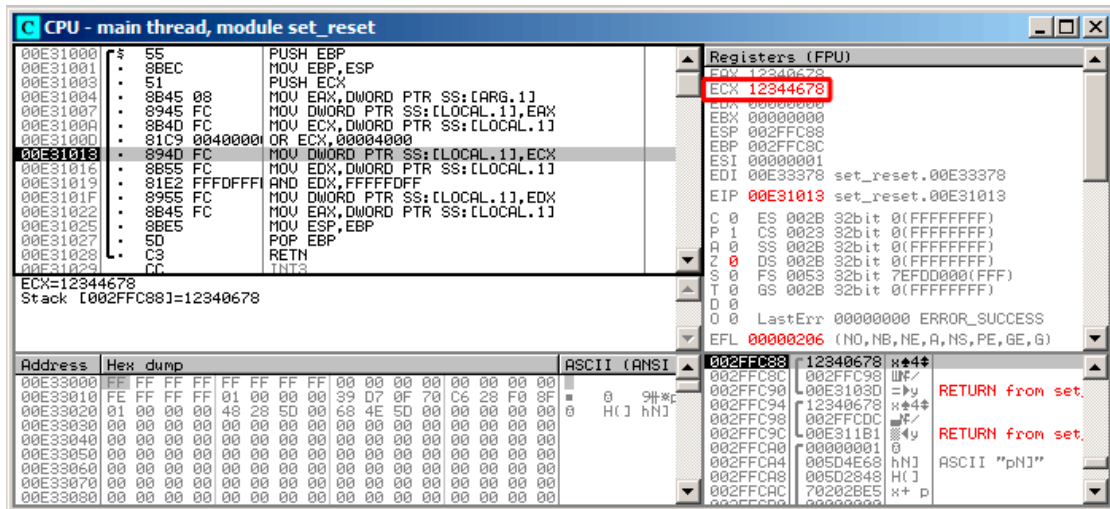 CPU - main thread, module set_reset
00E31000 $ 55 PUSH EBP
00E31001 . 8BEC MOV EBP,ESP
00E31003 . 51 PUSH ECX
00E31004 . 8B45 08 MOV EAX,DWORD PTR SS:[ARG.1]
00E31007 . 8945 FC MOV DWORD PTR SS:[LOCAL.1],EAX
00E3100A . 8B4D FC MOV ECX,DWORD PTR SS:[LOCAL.1]
00E3100D . 81C9 00400000 OR ECX,00004000
00E31013 . 894D FC MOV DWORD PTR SS:[LOCAL.1],ECX
00E31016 . 8B55 FC MOV EDX,DWORD PTR SS:[LOCAL.1]
00E31019 . 81E2 FFFDFFFF AND EDX,FFFFFDFF
00E3101F . 8955 FC MOV DWORD PTR SS:[LOCAL.1],EDX
00E31022 . 8B45 FC MOV EAX,DWORD PTR SS:[LOCAL.1]
00E31025 . 8BE5 MOV ESP,EBP
00E31027 . 5D POP EBP
00E31028 . C3 RETN
00E31029 CC INT3
ECX=12344678
Stack [002FFC88]=12340678
Registers (FPU)
EAX 12340678
ECX 12344678
EDX 00000000
EBX 00000000
ESP 002FFC88
EBP 002FFC8C
ESI 00000001
EDI 00E33378 set_reset.00E33378
EIP 00E31013 set_reset.00E31013
C 0 ES 002B 32bit 0(FFFFFFFF)
P 1 CS 0023 32bit 0(FFFFFFFF)
A 0 SS 002B 32bit 0(FFFFFFFF)
Z 0 DS 002B 32bit 0(FFFFFFFF)
S 0 FS 0053 32bit 7EFDD000(FFF)
T 0 GS 002B 32bit 0(FFFFFFFF)
D 0
O 0 LastErr 00000000 ERROR_SUCCESS
EFL 00000206 (NO,NB,NE,A,NS,PE,GE,G)
Address Hex dump ASCII (ANSI
00E33000 FF FF FF FF FF FF FF FF 00 00 00 00 00 00 00 00
00E33010 FE FF FF FF 01 00 00 00 39 D7 0F 70 C6 28 F0 8F
00E33020 01 00 00 00 48 28 5D 00 68 4E 5D 00 00 00 00 00 H(] hN]
00E33030 00 00 00 00 00 00 00 00 00 00 00 00 00 00 00 00
00E33040 00 00 00 00 00 00 00 00 00 00 00 00 00 00 00 00
00E33050 00 00 00 00 00 00 00 00 00 00 00 00 00 00 00 00
00E33060 00 00 00 00 00 00 00 00 00 00 00 00 00 00 00 00
00E33070 00 00 00 00 00 00 00 00 00 00 00 00 00 00 00 00
00E33080 00 00 00 00 00 00 00 00 00 00 00 00 00 00 00 00
002FFC88 12340678 x♠4↕
002FFC8C 002FFC98
002FFC90 00E3103D =►y RETURN from set_
002FFC94 12340678 x♠4↕
002FFC98 002FFCDC
002FFC9C 00E311B1 ▒◄y RETURN from set_
002FFCA0 00000001
002FFCA4 005D4E68 hN] ASCII "pN]"
002FFCA8 005D2848 H(]
002FFCAC 70202BE5 x+ p